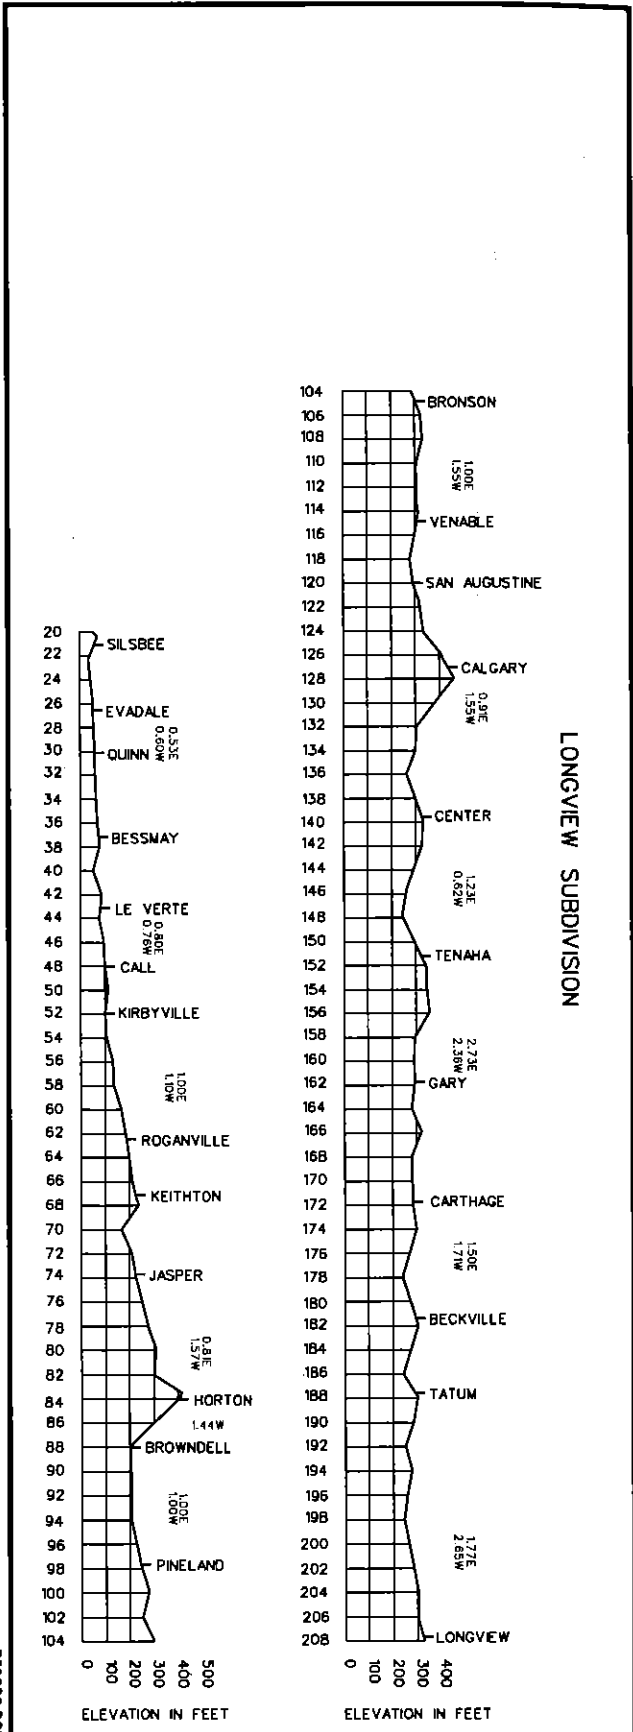 LONGVIEW SUBDIVISION
104
BRONSON
106
108
110
1.00E
1.55W
112
114
VENABLE
116
118
120
SAN AUGUSTINE
122
124
126
CALGARY
128
130
0.91E
1.55W
132
134
136
138
CENTER
140
142
144
1.23E
0.62W
146
148
150
TENAHA
152
154
156
158
2.73E
2.36W
160
162
GARY
164
166
168
170
172
CARTHAGE
174
176
1.50E
1.71W
178
180
182
BECKVILLE
184
186
188
TATUM
190
192
194
196
198
200
1.77E
2.65W
202
204
206
208
LONGVIEW
0 100 200 300 400
ELEVATION IN FEET
20
SILSBEE
22
24
26
EVADALE
28
0.53E
0.60W
30
QUINN
32
34
36
BESSMAY
38
40
42
LE VERTE
44
0.80E
0.76W
46
48
CALL
50
52
KIRBYVILLE
54
56
1.00E
1.10W
58
60
62
ROGANVILLE
64
66
KEITHTON
68
70
72
74
JASPER
76
78
80
0.81E
1.57W
82
84
HORTON
86
1.44W
88
BROWNDELL
90
92
1.00E
1.00W
94
96
98
PINELAND
100
102
104
0 100 200 300 400 500
ELEVATION IN FEET